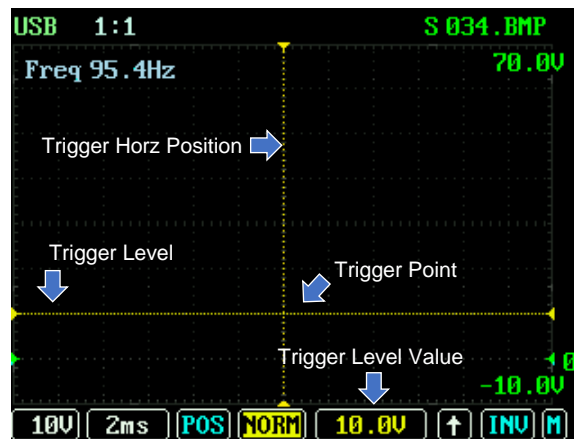 USB 1:1 S 034.BMP
Freq 95.4Hz 70.0V
Trigger Horz Position
Trigger Level
Trigger Point
Trigger Level Value
0
-10.0V
10V 2ms POS NORM 10.0V ↑ INV M